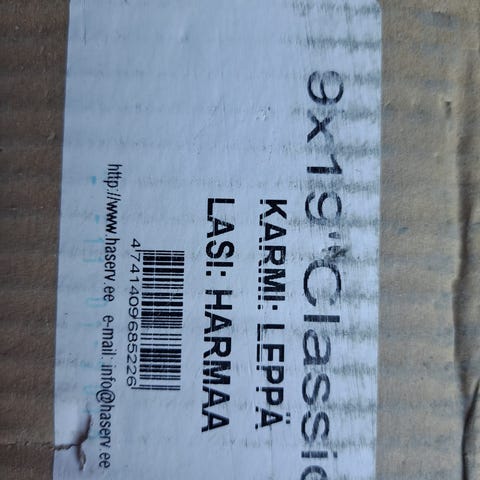 9x19"Classic
KARMI: LEPPÄ
LASI: HARMAA
4741409685226
http://www.haserv.ee e-mail: info@haserv.ee